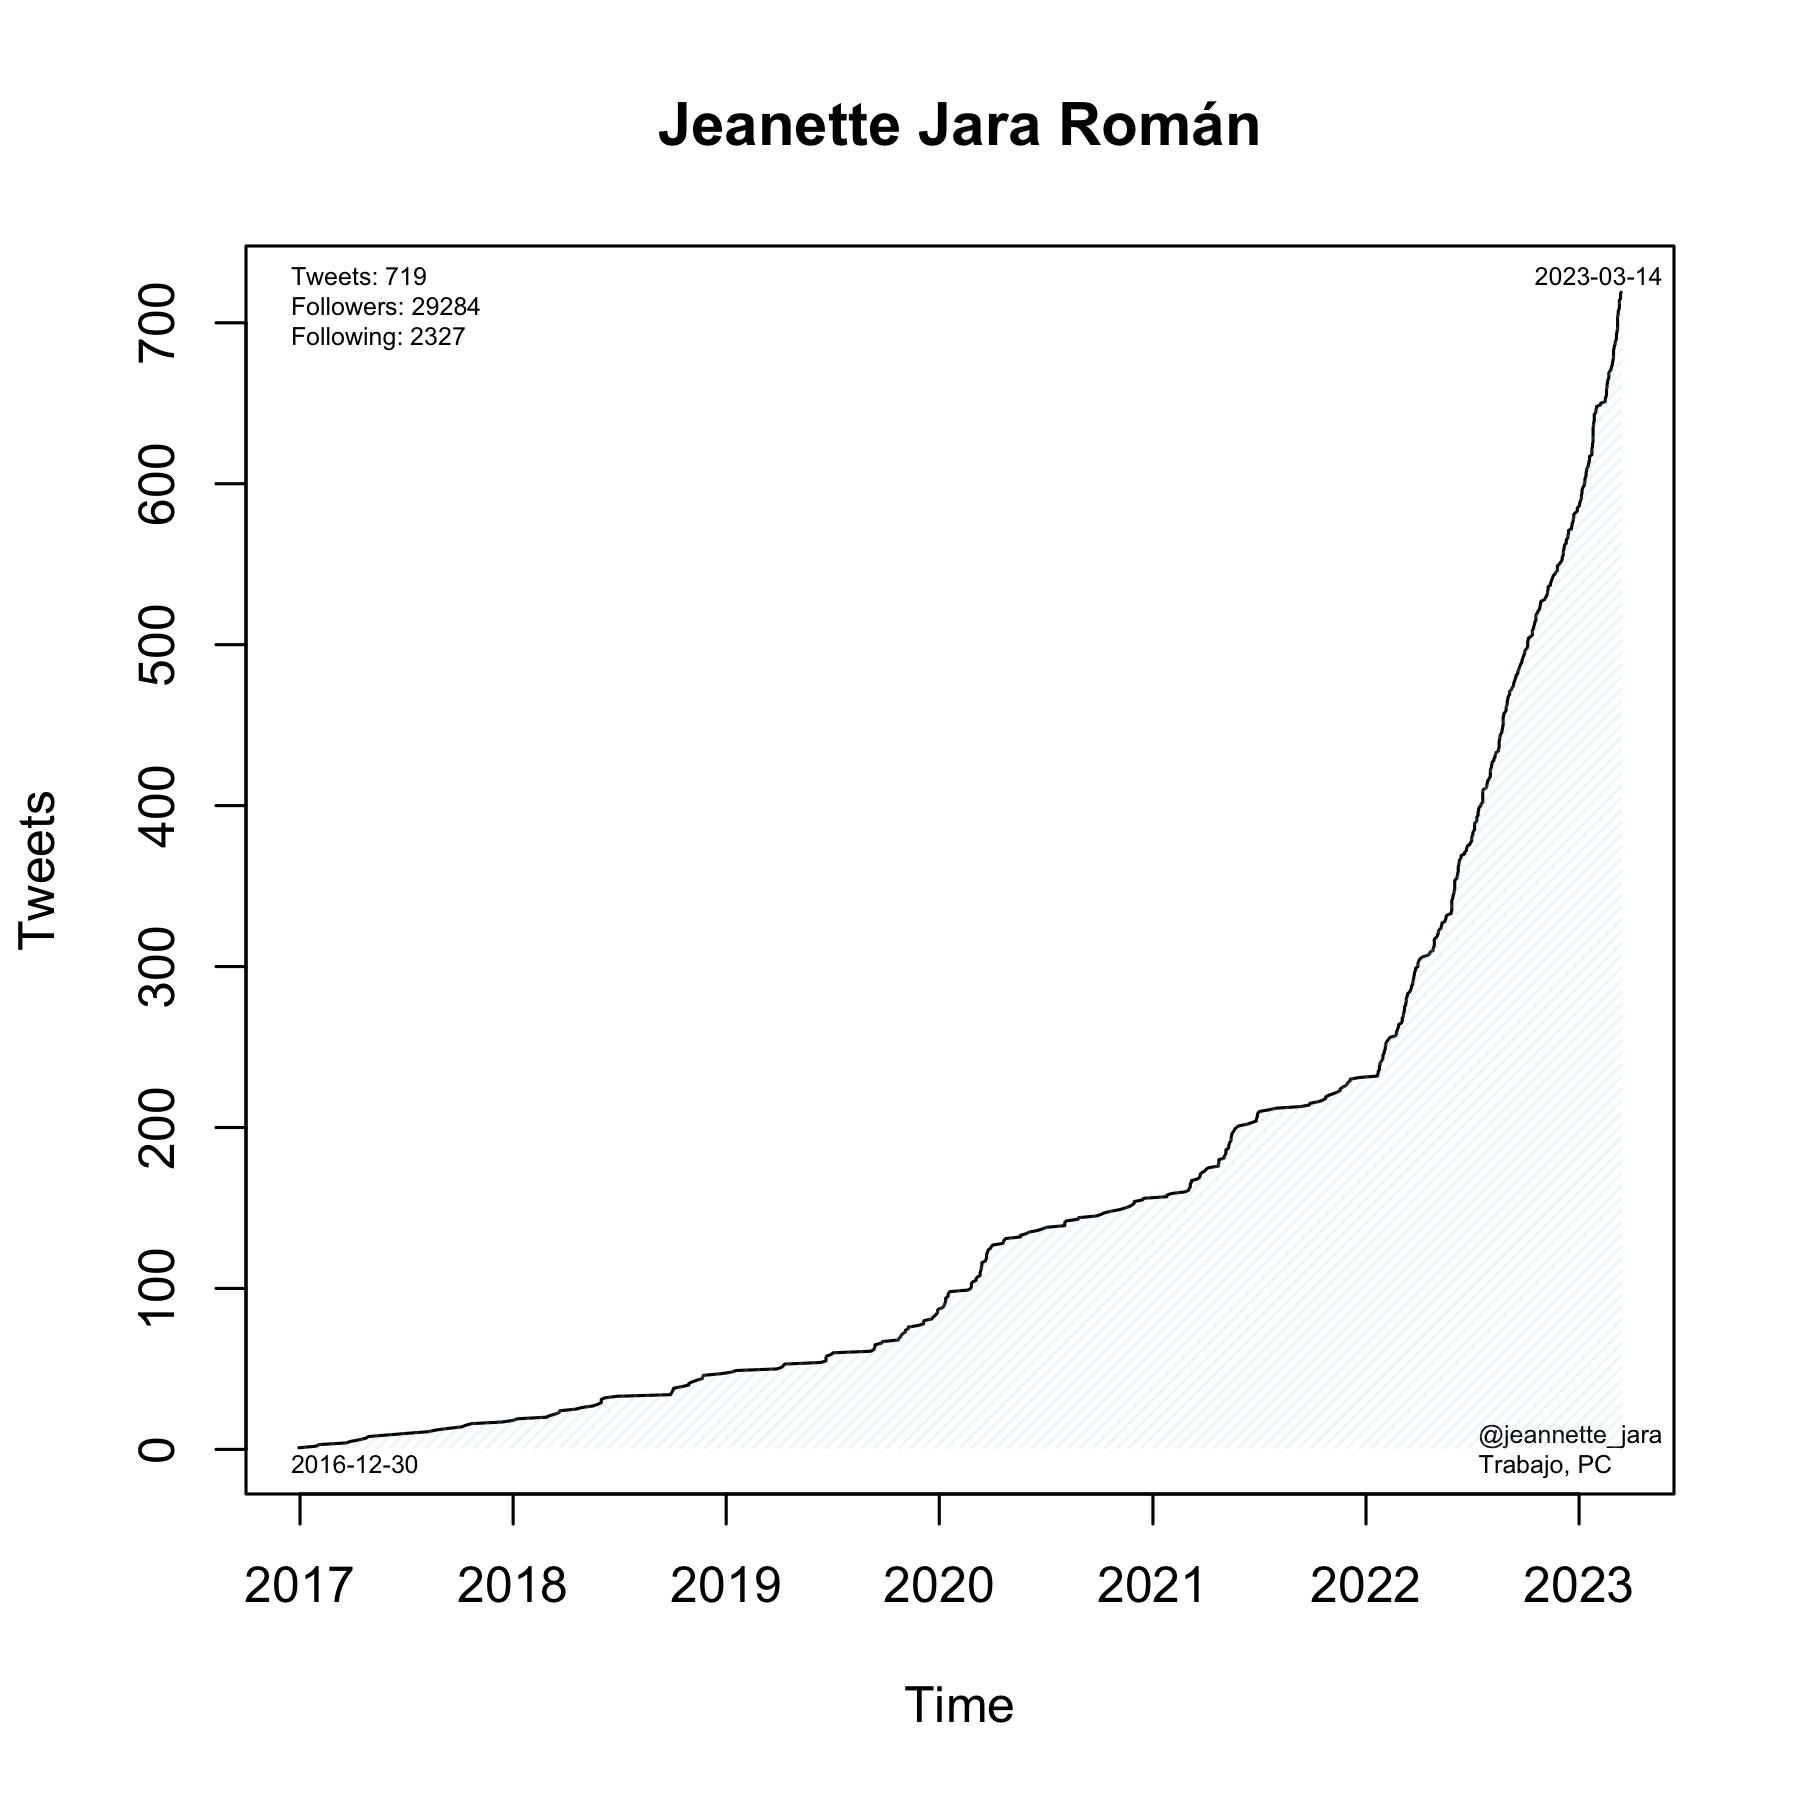 Jeanette Jara Román
Tweets: 719
Followers: 29284
Following: 2327
2023-03-14
Tweets
700
600
500
400
300
200
100
0
2016-12-30
@jeannette_jara
Trabajo, PC
2017 2018 2019 2020 2021 2022 2023
Time